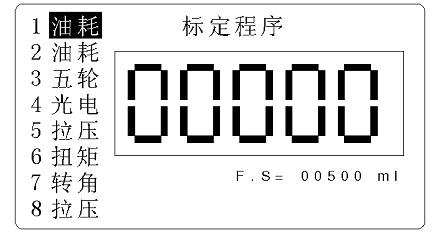 标定程序
1 油耗
2 油耗
3 五轮
4 光电
5 拉压
6 扭矩
7 转角
8 拉压
00000
F.S= 00500 ml